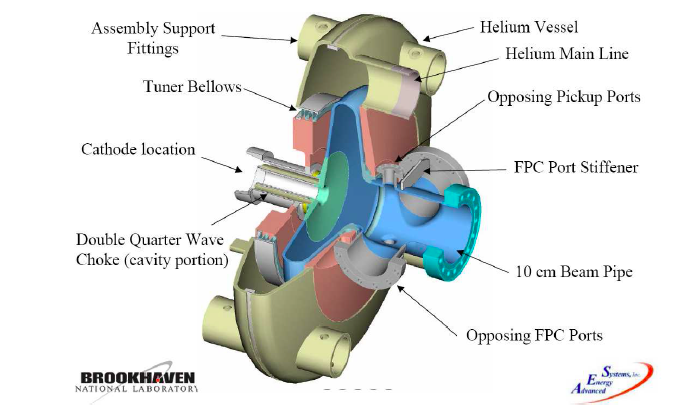 Assembly Support
Fittings
Helium Vessel
Helium Main Line
Tuner Bellows
Opposing Pickup Ports
Cathode location
FPC Port Stiffener
Double Quarter Wave
Choke (cavity portion)
10 cm Beam Pipe
Opposing FPC Ports
BROOKHAVEN
NATIONAL LABORATORY
Systems, inc.
Energy
Advanced